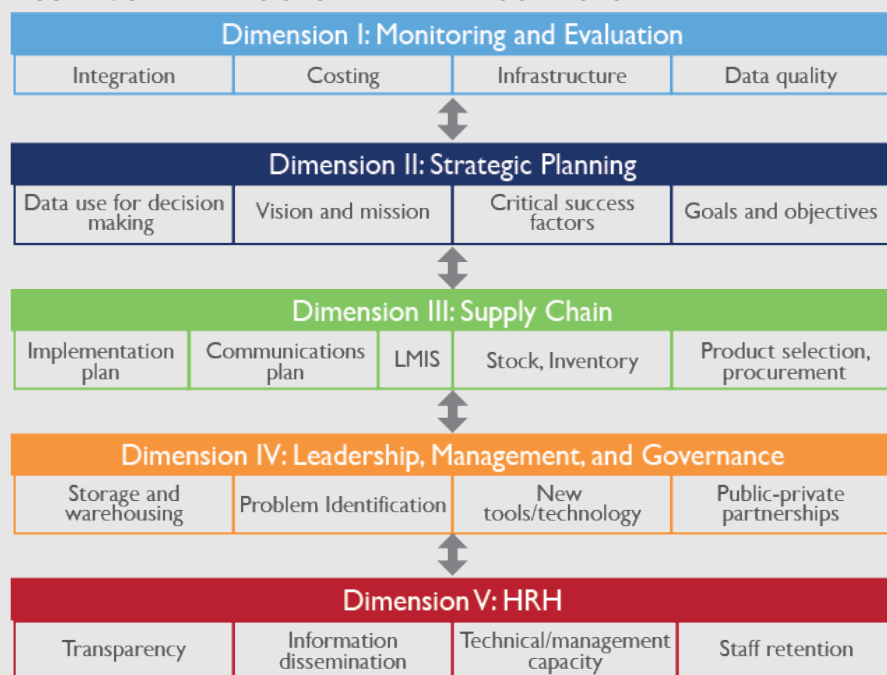 Dimension I: Monitoring and Evaluation
Integration
Costing
Infrastructure
Data quality
Dimension II: Strategic Planning
Data use for decision
making
Vision and mission
Critical success
factors
Goals and objectives
Dimension III: Supply Chain
Implementation
plan
Communications
plan
LMIS
Stock, Inventory
Product selection,
procurement
Dimension IV: Leadership, Management, and Governance
Storage and
warehousing
Problem Identification
New
tools/technology
Public-private
partnerships
Dimension V: HRH
Transparency
Information
dissemination
Technical/management
capacity
Staff retention